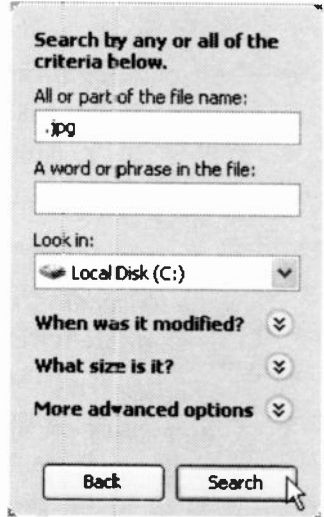 Search by any or all of the
criteria below.
All or part of the file name:
.jpg
A word or phrase in the file:
Look in:
Local Disk (C:)
When was it modified?
What size is it?
More advanced options
Back Search